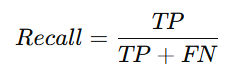 Recall = TP / (TP + FN)